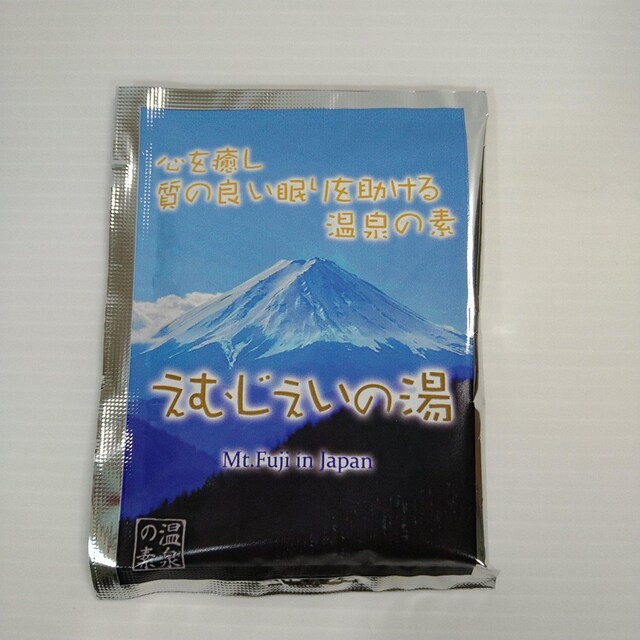 心を癒し
質の良い眠りを助ける
温泉の素
えむ・じえいの湯
Mt.Fuji in Japan
温泉
の素